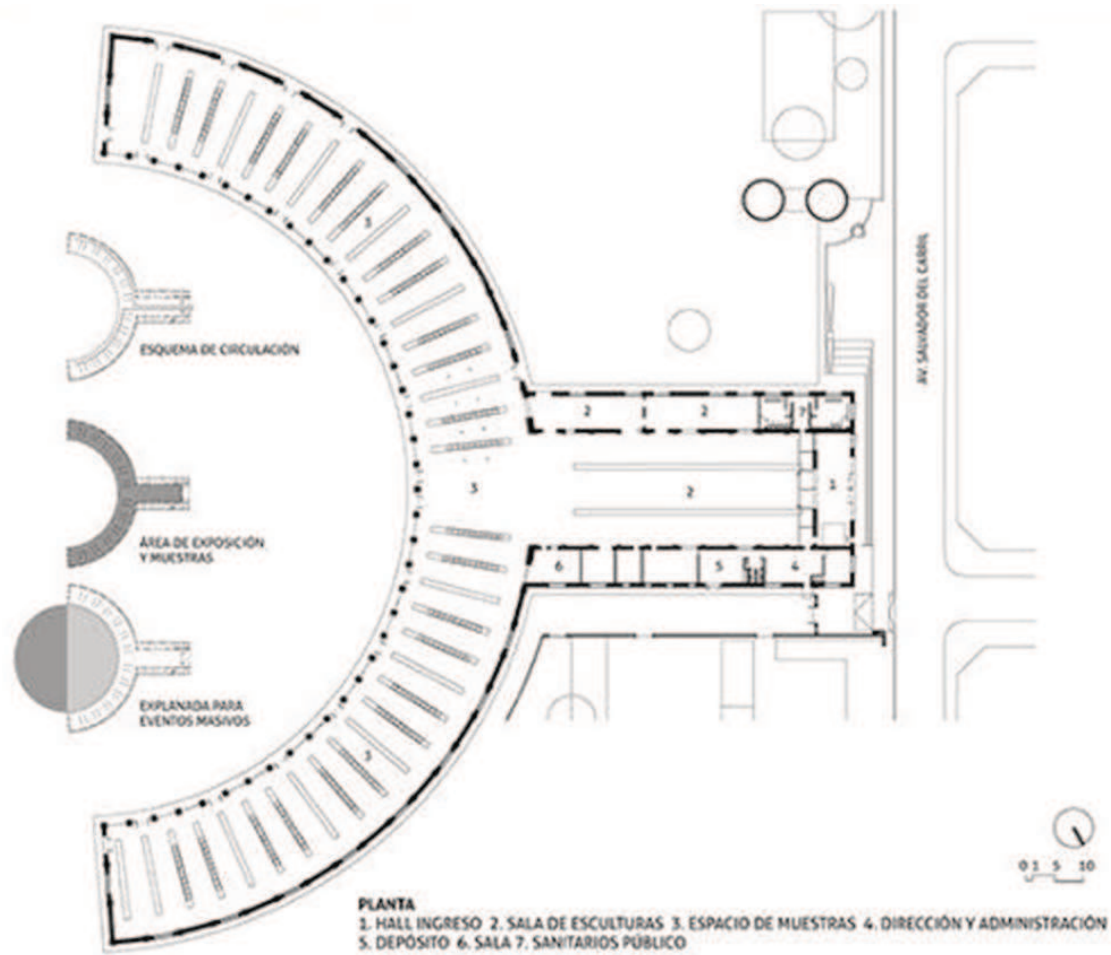 3
2
2
7
AV. SALVADOR DEL CARRIL
ESQUEMA DE CIRCULACIÓN
3
2
1
ÁREA DE EXPOSICIÓN
Y MUESTRAS
6
5
4
EXPLANADA PARA
EVENTOS MASIVOS
3
0 1 5 10
PLANTA
1. HALL INGRESO 2. SALA DE ESCULTURAS 3. ESPACIO DE MUESTRAS 4. DIRECCIÓN Y ADMINISTRACIÓN
5. DEPÓSITO 6. SALA 7. SANITARIOS PÚBLICO